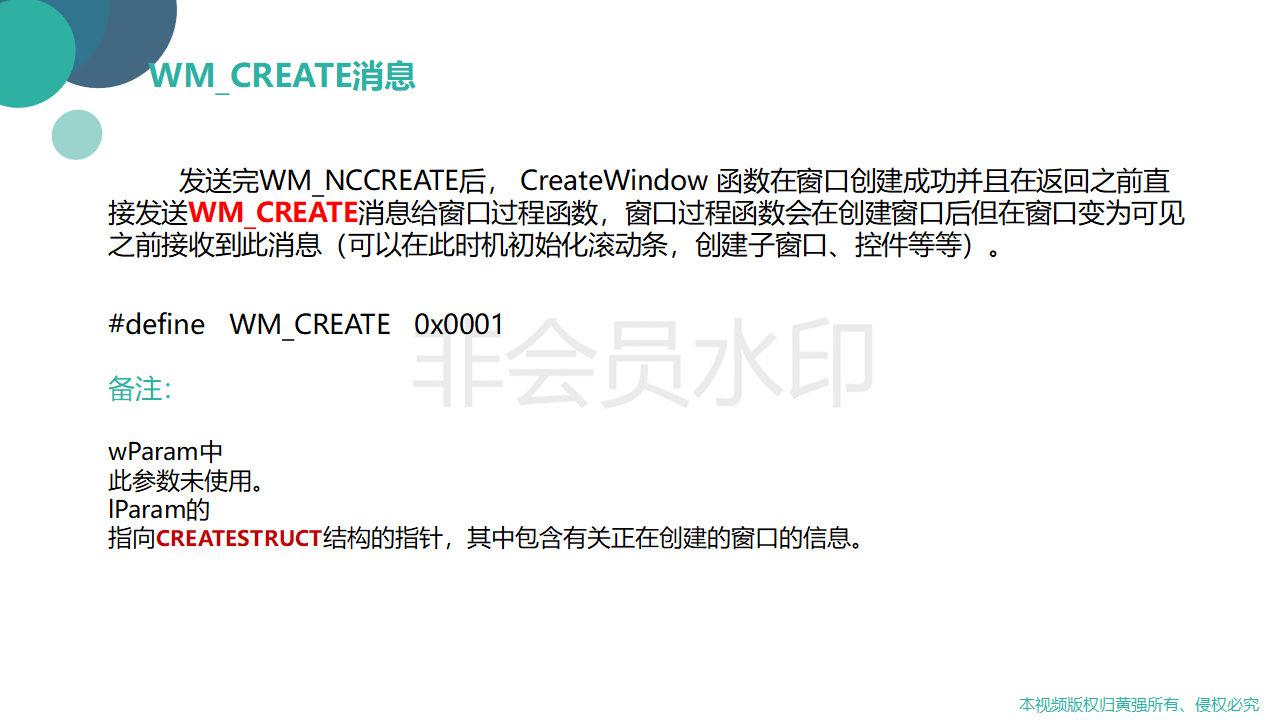 WM_CREATE消息
发送完WM_NCCREATE后， CreateWindow 函数在窗口创建成功并且在返回之前直
接发送WM_CREATE消息给窗口过程函数，窗口过程函数会在创建窗口后但在窗口变为可见
之前接收到此消息（可以在此时机初始化滚动条，创建子窗口、控件等等）。
#define WM_CREATE 0x0001
非会员水印
备注：
wParam中
此参数未使用。
lParam的
指向CREATESTRUCT结构的指针，其中包含有关正在创建的窗口的信息。
本视频版权归黄强所有、侵权必究